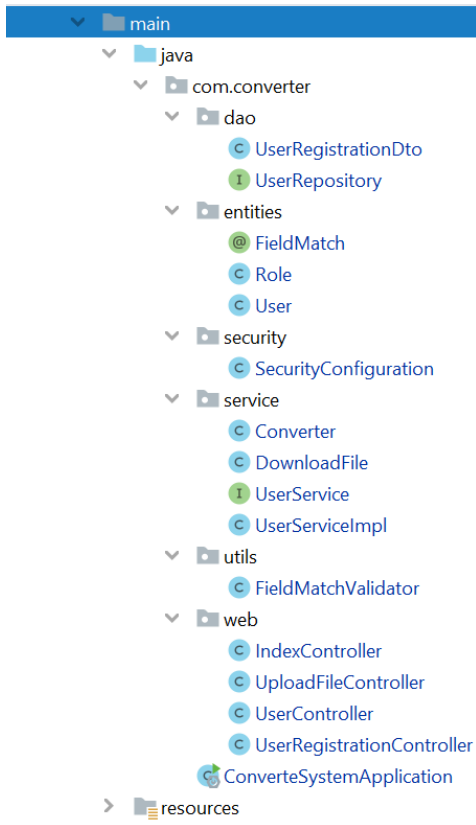 main
java
com.converter
dao
C UserRegistrationDto
I UserRepository
entities
@ FieldMatch
C Role
C User
security
C SecurityConfiguration
service
C Converter
C DownloadFile
I UserService
C UserServiceImpl
utils
C FieldMatchValidator
web
C IndexController
C UploadFileController
C UserController
C UserRegistrationController
C ConverteSystemApplication
resources